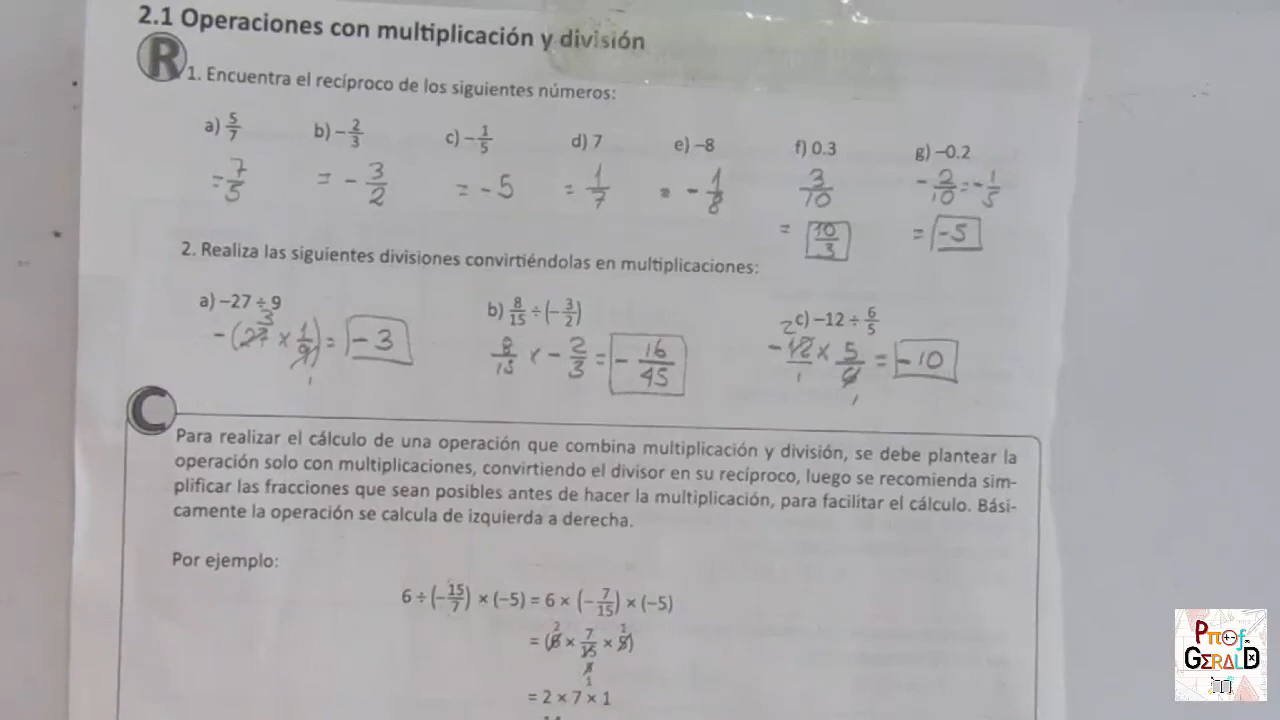 2.1 Operaciones con multiplicación y división
R
1. Encuentra el recíproco de los siguientes números:
a) 5/7 b) -2/3 c) -1/5 d) 7 e) -8 f) 0.3 g) -0.2
= 7/5 = -3/2 = -5 = 1/7 = -1/8 3/10 -2/10 = -1/5
= 10/3 = -5
2. Realiza las siguientes divisiones convirtiéndolas en multiplicaciones:
a) -27 ÷ 9 b) 8/15 ÷ (-3/2) c) -12 ÷ 6/5
-(27 × 1/9) = -3 8/15 × -2/3 = -16/45 -12/1 × 5/6 = -10
C
Para realizar el cálculo de una operación que combina multiplicación y división, se debe plantear la
operación solo con multiplicaciones, convirtiendo el divisor en su recíproco, luego se recomienda sim-
plificar las fracciones que sean posibles antes de hacer la multiplicación, para facilitar el cálculo. Bási-
camente la operación se calcula de izquierda a derecha.
Por ejemplo:
6 ÷ (-15/7) × (-5) = 6 × (-7/15) × (-5)
= (6 × 7/15 × 5)
= 2 × 7 × 1
Prof.
GERALD